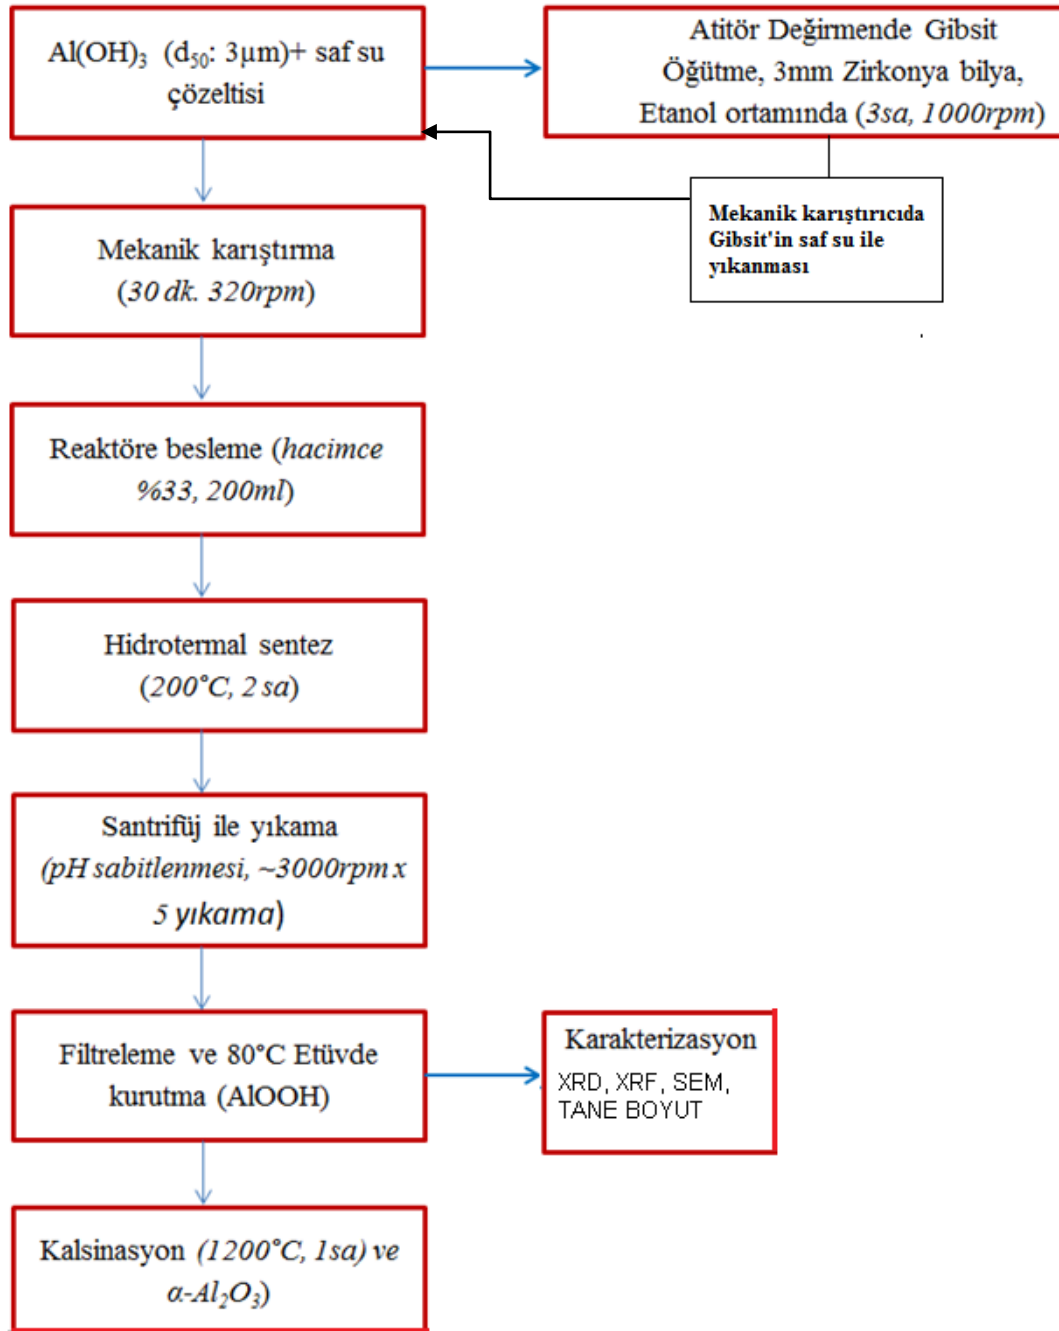 Al(OH)₃ (d₅₀: 3µm)+ saf su
çözeltisi
Atitör Değirmende Gibsit
Öğütme, 3mm Zirkonya bilya,
Etanol ortamında (3sa, 1000rpm)
Mekanik karıştırıcıda
Gibsit'in saf su ile
yıkanması
Mekanik karıştırma
(30 dk. 320rpm)
Reaktöre besleme (hacimce
%33, 200ml)
Hidrotermal sentez
(200°C, 2 sa)
Santrifüj ile yıkama
(pH sabitlenmesi, ~3000rpm x
5 yıkama)
Filtreleme ve 80°C Etüvde
kurutma (AlOOH)
Karakterizasyon
XRD, XRF, SEM,
TANE BOYUT
Kalsinasyon (1200°C, 1sa) ve
α-Al₂O₃)